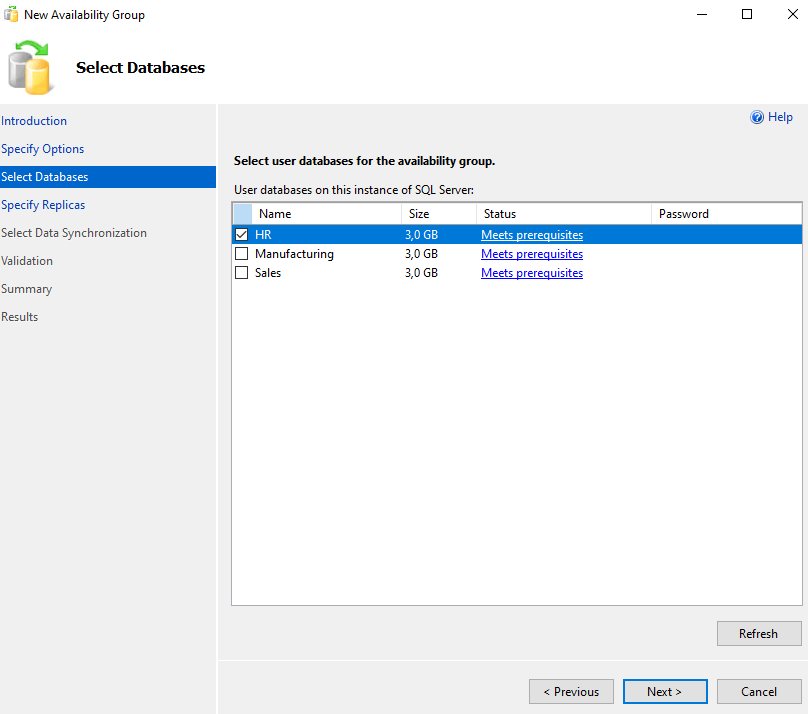 New Availability Group
Select Databases
Introduction
Specify Options
Select Databases
Specify Replicas
Select Data Synchronization
Validation
Summary
Results
Help
Select user databases for the availability group.
User databases on this instance of SQL Server:
Name Size Status Password
HR 3,0 GB Meets prerequisites
Manufacturing 3,0 GB Meets prerequisites
Sales 3,0 GB Meets prerequisites
Refresh
< Previous Next > Cancel